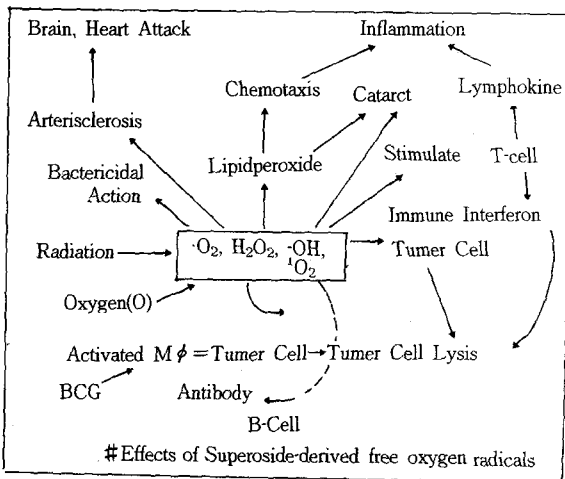 Brain, Heart Attack
Inflammation
Chemotaxis
Catarct
Lymphokine
Arterisclerosis
Lipidperoxide
Stimulate
T-cell
Bactericidal
Action
Immune Interferon
Radiation
·O₂, H₂O₂, -OH,
¹O₂
Tumer Cell
Oxygen(O)
Activated Mϕ=Tumer Cell→Tumer Cell Lysis
BCG
Antibody
B-Cell
#Effects of Superoside-derived free oxygen radicals